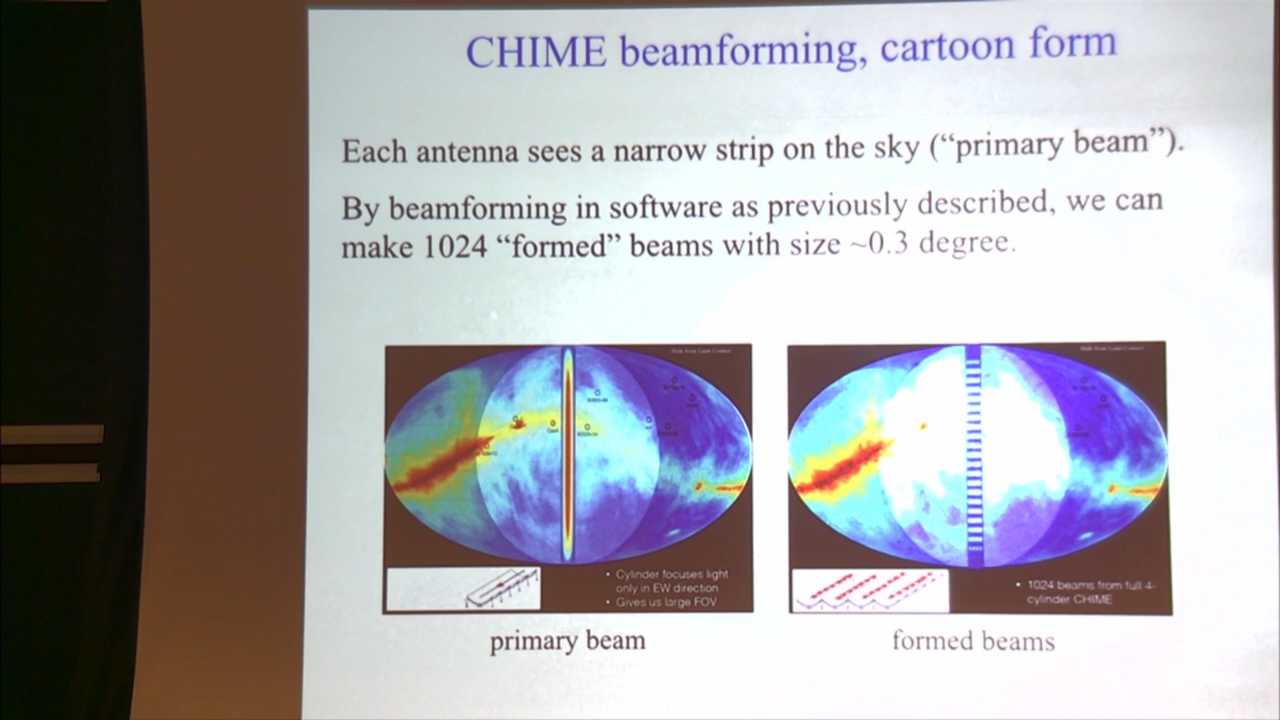 CHIME beamforming, cartoon form
Each antenna sees a narrow strip on the sky (“primary beam”).
By beamforming in software as previously described, we can
make 1024 “formed” beams with size ~0.3 degree.
• Cylinder focuses light
only in EW direction
• Gives us large FOV
• 1024 beams from full 4-
cylinder CHIME
primary beam
formed beams